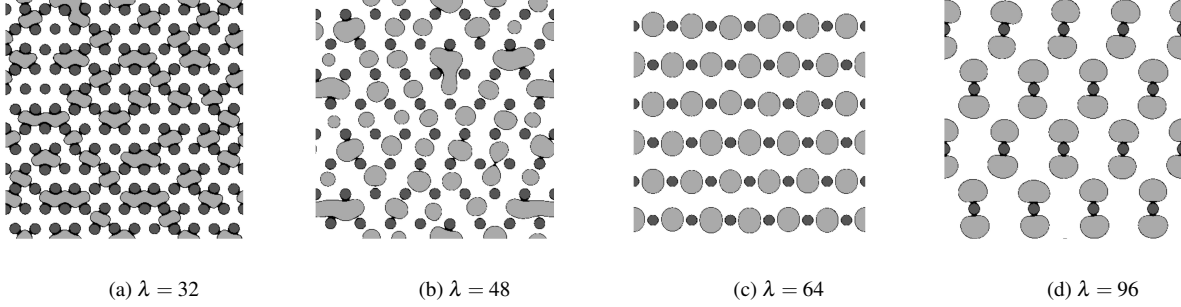 (a) λ = 32 (b) λ = 48 (c) λ = 64 (d) λ = 96